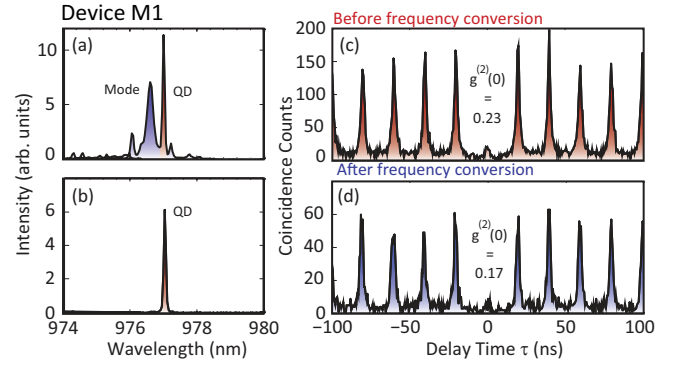 Device M1
Before frequency conversion
(a)
Mode
QD
10
5
0
(b)
QD
6
4
2
0
974
976
978
980
Wavelength (nm)
Intensity (arb. units)
(c)
g(2)(0)
=
0.23
200
150
100
50
0
After frequency conversion
(d)
g(2)(0)
=
0.17
60
40
20
0
−100
−50
0
50
100
Delay Time τ (ns)
Coincidence Counts